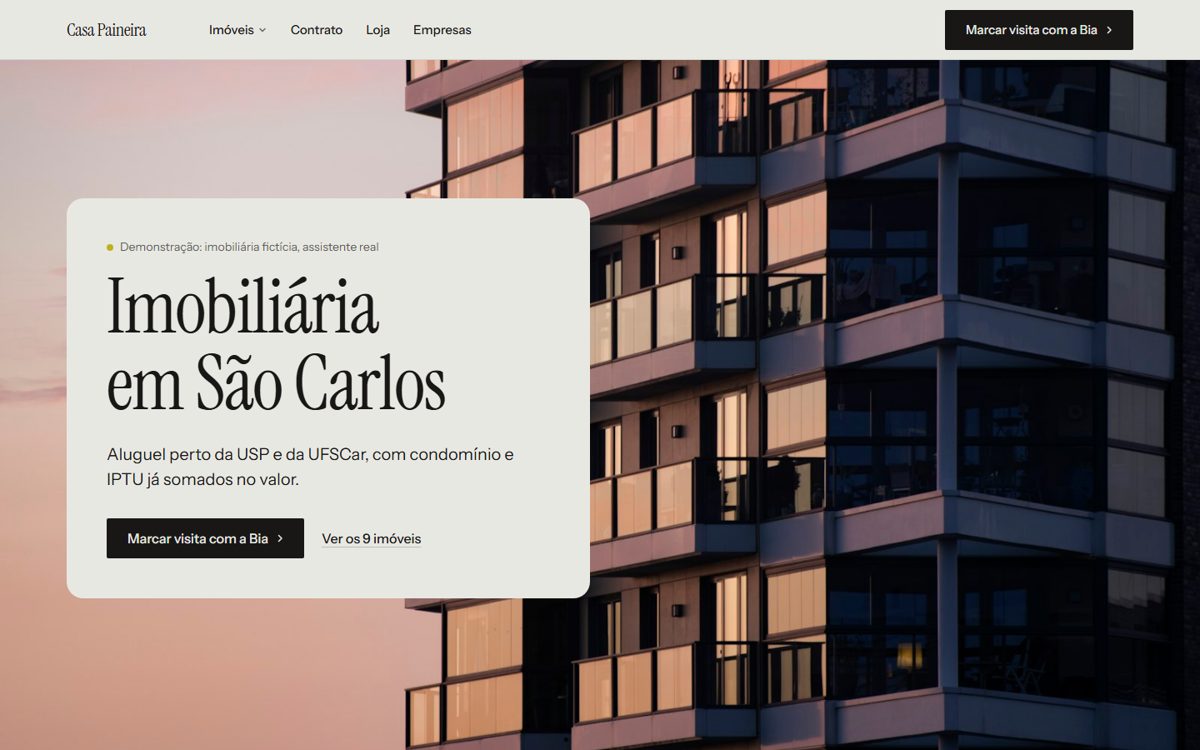 Casa Paineira
Imóveis
Contrato
Loja
Empresas
Marcar visita com a Bia
Demonstração: imobiliária fictícia, assistente real
Imobiliária
em São Carlos
Aluguel perto da USP e da UFSCar, com condomínio e
IPTU já somados no valor.
Marcar visita com a Bia
Ver os 9 imóveis